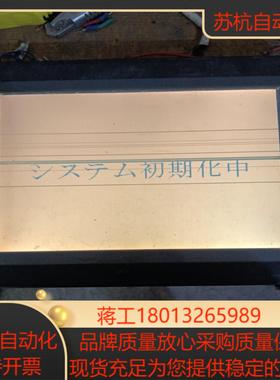 苏杭自动
システム初期化中
蒋工18013265989
自动化
品牌质量放心采购质量保
开票
现货充足为您提供稳定的